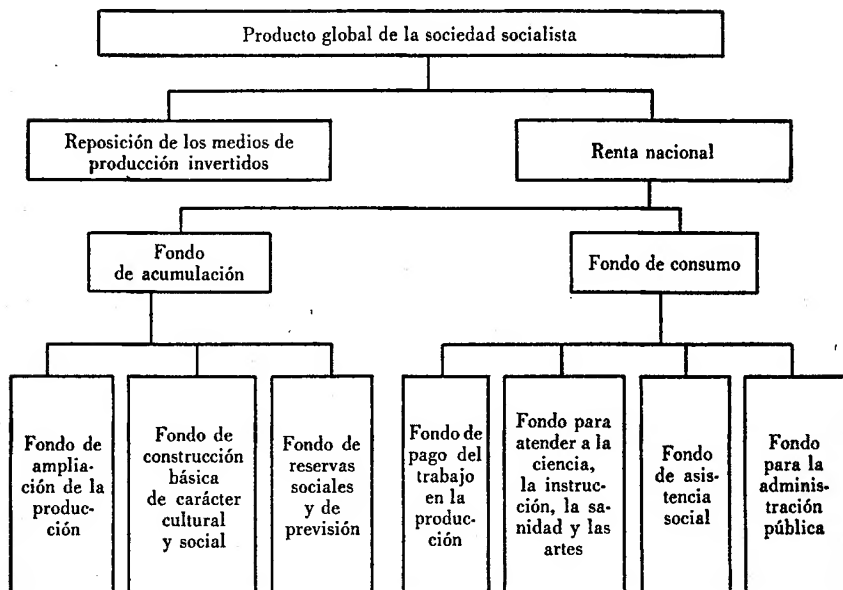 Producto global de la sociedad socialista
Reposición de los medios de
producción invertidos
Renta nacional
Fondo
de acumulación
Fondo de consumo
Fondo de
amplia-
ción de la
produc-
ción
Fondo de
construcción
básica
de carácter
cultural
y social
Fondo de
reservas
sociales
y de
previsión
Fondo de
pago del
trabajo
en la
produc-
ción
Fondo para
atender a la
ciencia,
la instruc-
ción, la sa-
nidad y las
artes
Fondo
de asis-
tencia
social
Fondo
para la
adminis-
tración
pública